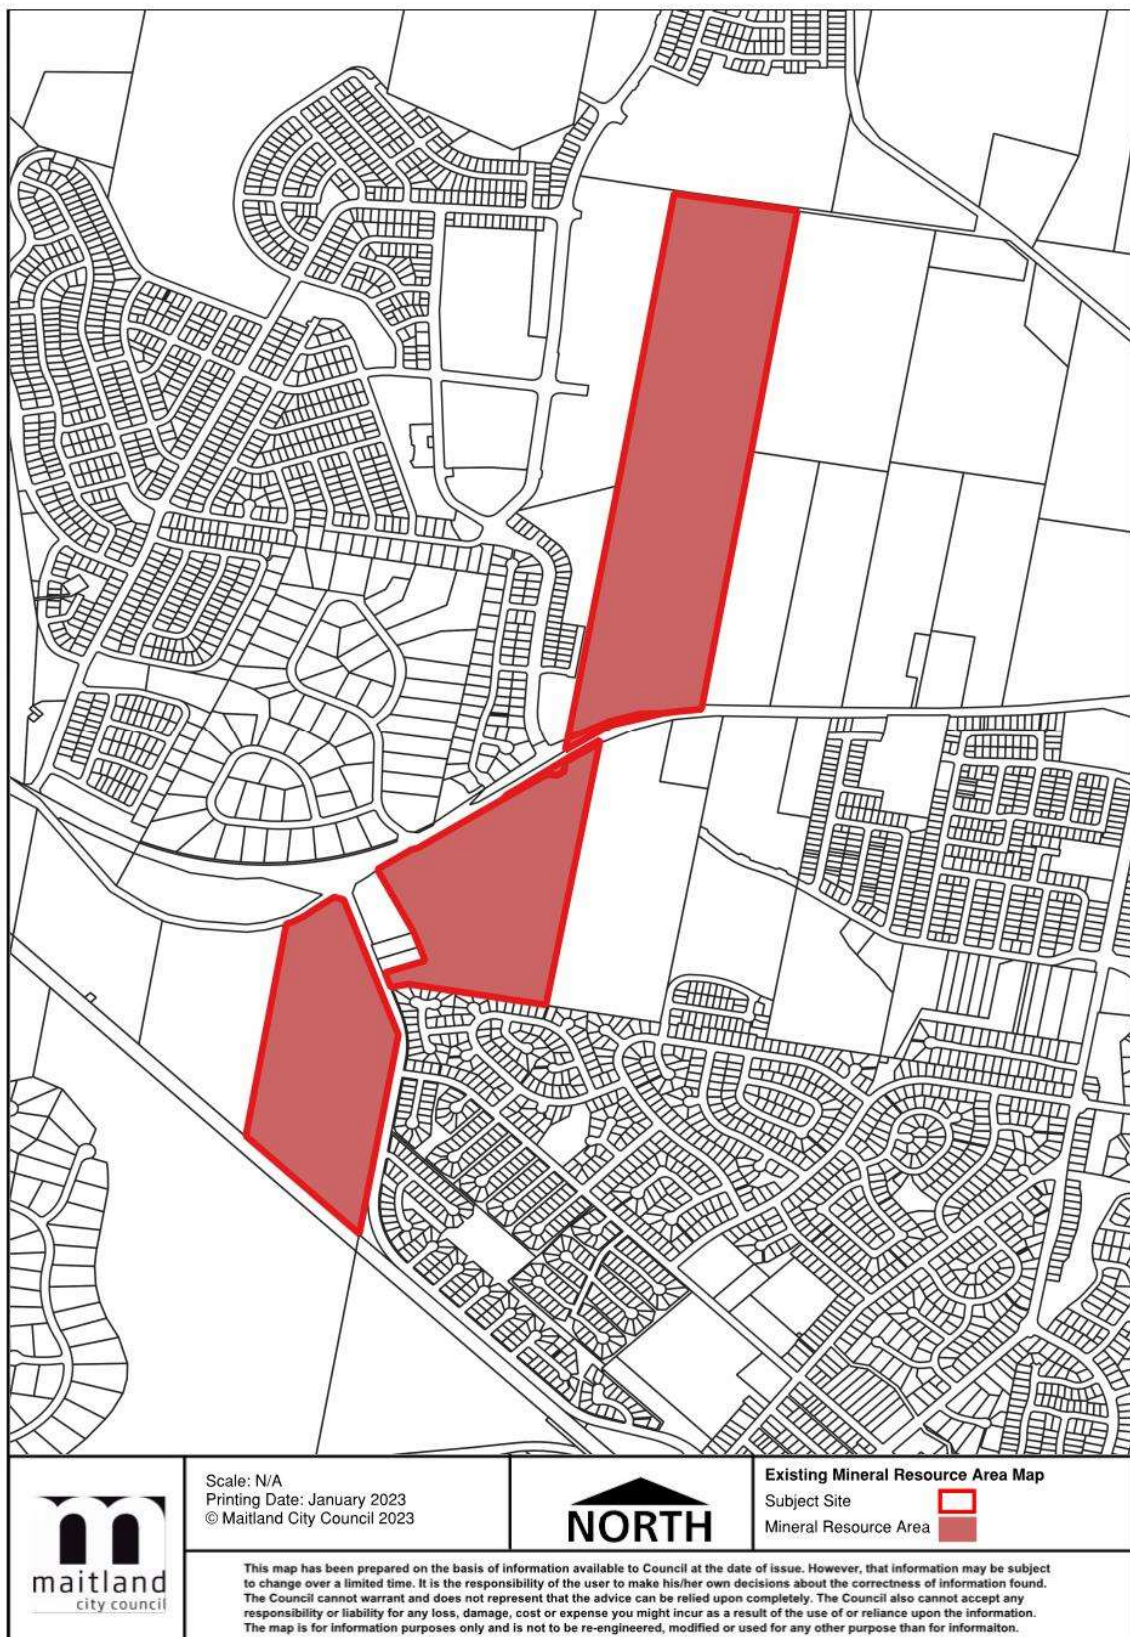 maitland
city council
Scale: N/A
Printing Date: January 2023
© Maitland City Council 2023
NORTH
Existing Mineral Resource Area Map
Subject Site
Mineral Resource Area
This map has been prepared on the basis of information available to Council at the date of issue. However, that information may be subject
to change over a limited time. It is the responsibility of the user to make his/her own decisions about the correctness of information found.
The Council cannot warrant and does not represent that the advice can be relied upon completely. The Council also cannot accept any
responsibility or liability for any loss, damage, cost or expense you might incur as a result of the use of or reliance upon the information.
The map is for information purposes only and is not to be re-engineered, modified or used for any other purpose than for informaiton.